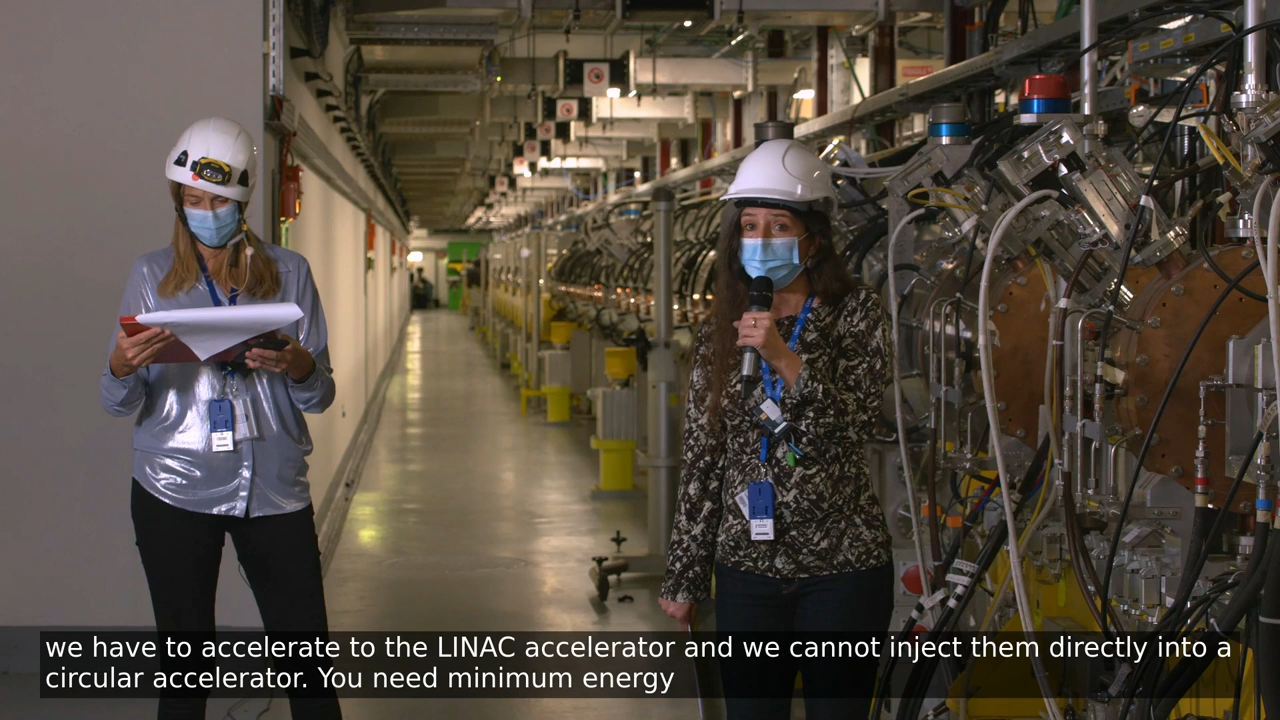 we have to accelerate to the LINAC accelerator and we cannot inject them directly into a
circular accelerator. You need minimum energy